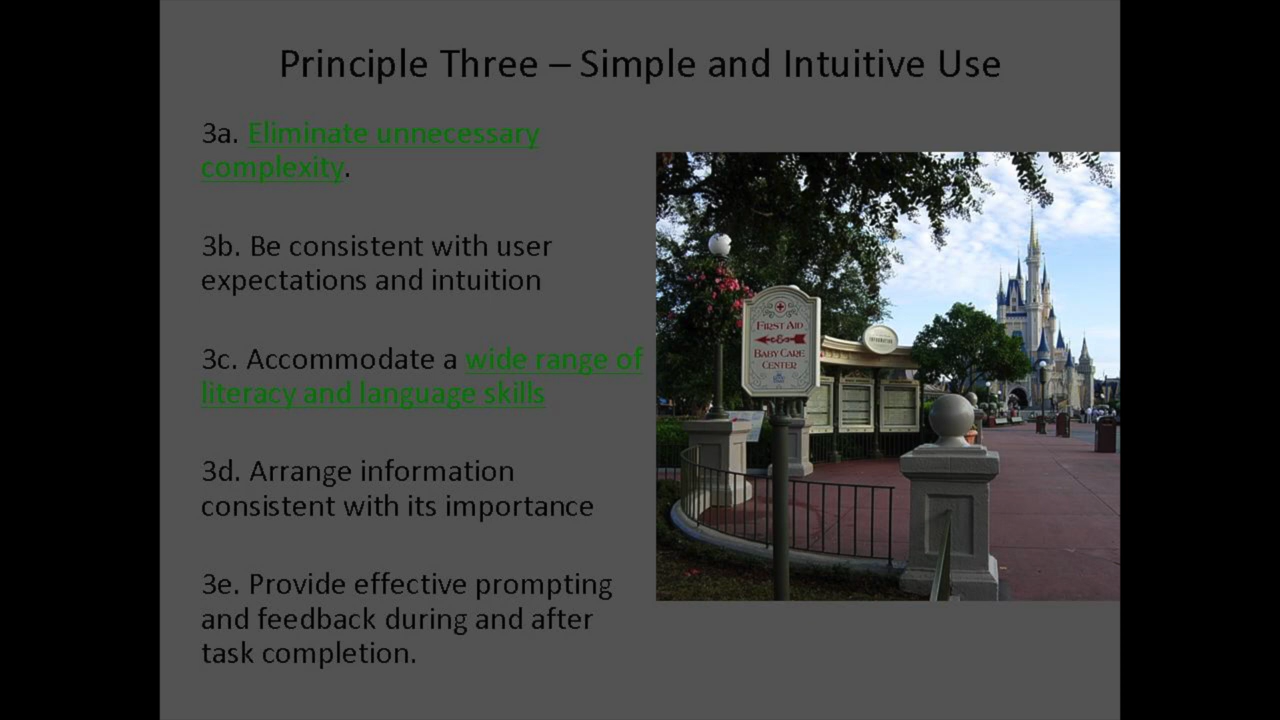 Principle Three – Simple and Intuitive Use
3a. Eliminate unnecessary
complexity.
3b. Be consistent with user
expectations and intuition
3c. Accommodate a wide range of
literacy and language skills
3d. Arrange information
consistent with its importance
3e. Provide effective prompting
and feedback during and after
task completion.
FIRST AID
&
BABY CARE
CENTER
INFORMATION